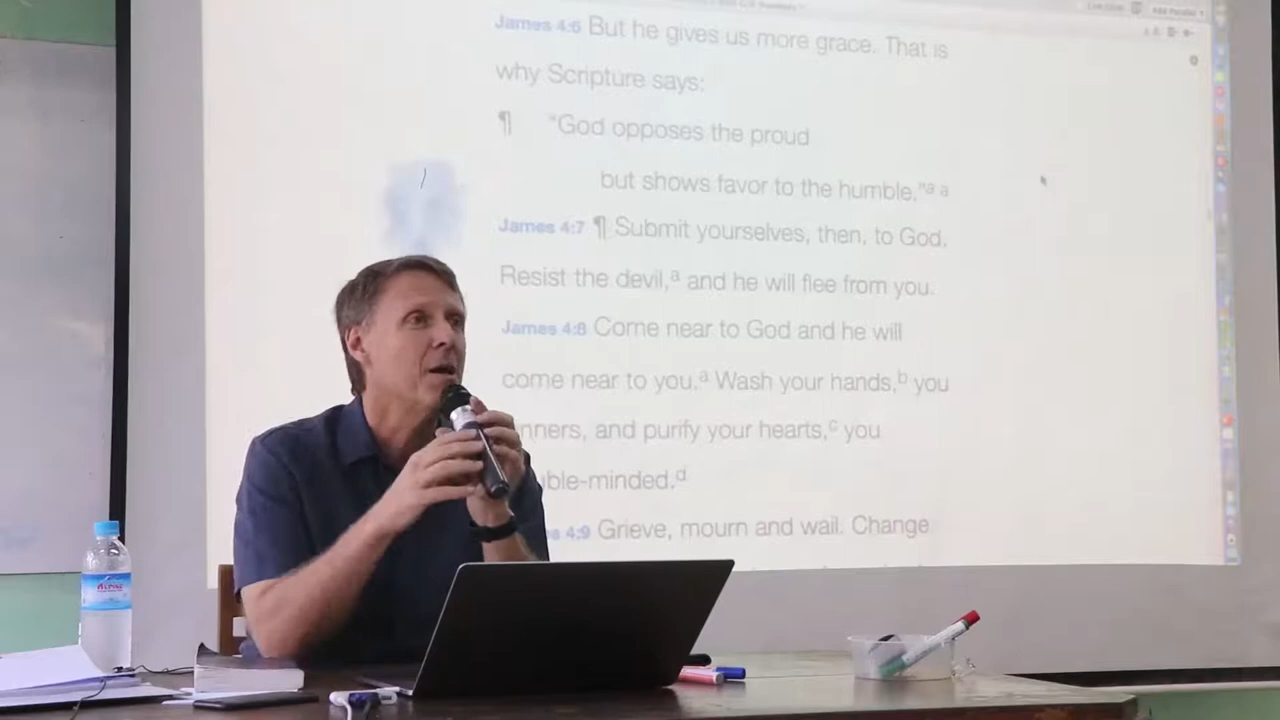 James 4:6 But he gives us more grace. That is
why Scripture says:
¶ “God opposes the proud
but shows favor to the humble.”a a
James 4:7 ¶ Submit yourselves, then, to God.
Resist the devil,a and he will flee from you.
James 4:8 Come near to God and he will
come near to you.a Wash your hands,b you
nners, and purify your hearts,c you
ble-minded.d
4:9 Grieve, mourn and wail. Change
ALPINE